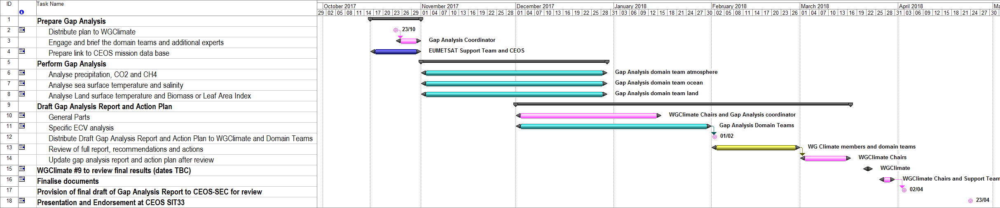 ID Task Name
October 2017 November 2017 December 2017 January 2018 February 2018 March 2018 April 2018 Ma
29 02 05 08 11 14 17 20 23 26 29 01 04 07 10 13 16 19 22 25 28 01 04 07 10 13 16 19 22 25 28 31 03 06 09 12 15 18 21 24 27 30 02 05 08 11 14 17 20 23 26 01 04 07 10 13 16 19 22 25 28 31 03 06 09 12 15 18 21 24 27 30
1 Prepare Gap Analysis
2 Distribute plan to WGClimate 23/10
3 Engage and brief the domain teams and additional experts Gap Analysis Coordinator
4 Prepare link to CEOS mission data base EUMETSAT Support Team and CEOS
5 Perform Gap Analysis
6 Analyse precipitation, CO2 and CH4 Gap Analysis domain team atmosphere
7 Analyse sea surface temperature and salinity Gap Analysis domain team ocean
8 Analyse Land surface temperature and Biomass or Leaf Area Index Gap Analysis domain team land
9 Draft Gap Analysis Report and Action Plan
10 General Parts WGClimate Chairs and Gap Analysis coordinator
11 Specific ECV analysis Gap Analysis Domain Teams
12 Distribute Draft Gap Analysis Report and Action Plan to WGClimate and Domain Teams 01/02
13 Review of full report, recommendations and actions WG Climate members and domain teams
14 Update gap analysis report and action plan after review WGClimate Chairs
15 WGClimate #9 to review final results (dates TBC) WGClimate
16 Finalise documents WGClimate Chairs and Support Team
17 Provision of final draft of Gap Analysis Report to CEOS-SEC for review 02/04
18 Presentation and Endorsement at CEOS SIT33 23/04